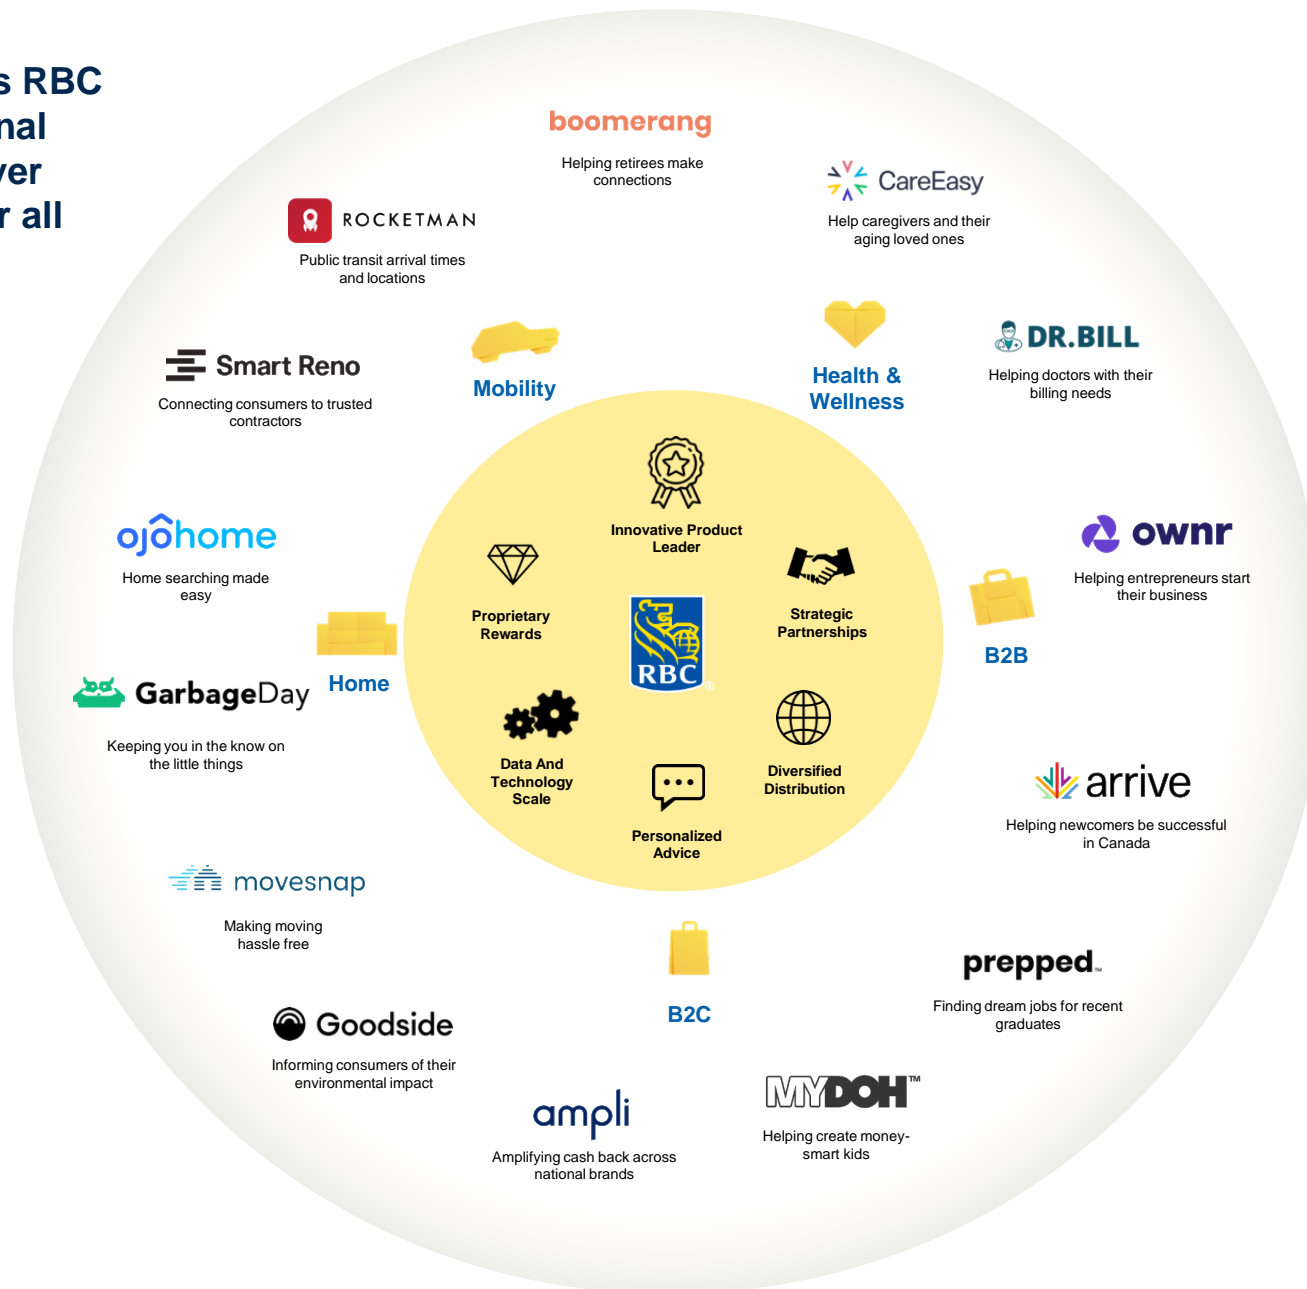 s RBC
nal
ver
r all
boomerang
Helping retirees make
connections
CareEasy
Help caregivers and their
aging loved ones
ROCKETMAN
Public transit arrival times
and locations
DR.BILL
Helping doctors with their
billing needs
Smart Reno
Connecting consumers to trusted
contractors
Mobility
Health &
Wellness
Innovative Product
Leader
ojôhome
Home searching made
easy
Proprietary
Rewards
RBC
®
Strategic
Partnerships
ownr
Helping entrepreneurs start
their business
B2B
Home
GarbageDay
Keeping you in the know on
the little things
Data And
Technology
Scale
Diversified
Distribution
Personalized
Advice
arrive
Helping newcomers be successful
in Canada
movesnap
Making moving
hassle free
B2C
prepped™
Finding dream jobs for recent
graduates
Goodside
Informing consumers of their
environmental impact
ampli
Amplifying cash back across
national brands
MYDOH™
Helping create money-
smart kids